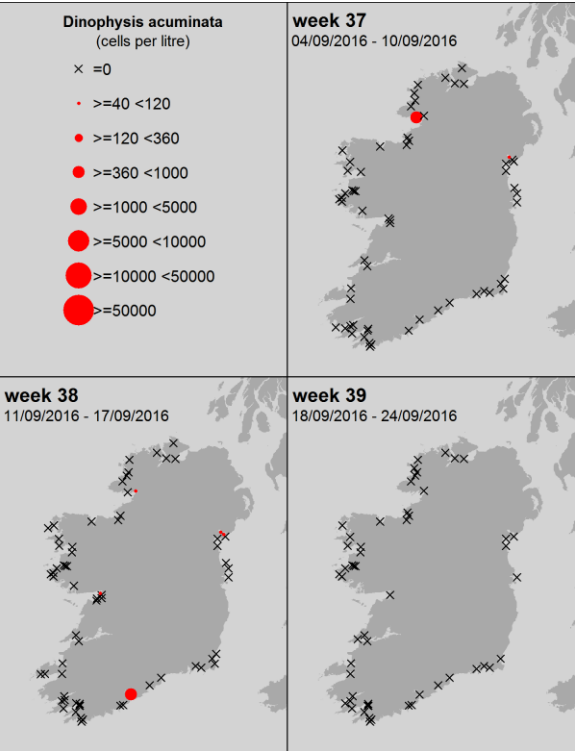 Dinophysis acuminata
(cells per litre)
=0
>=40 <120
>=120 <360
>=360 <1000
>=1000 <5000
>=5000 <10000
>=10000 <50000
>=50000
week 37
04/09/2016 - 10/09/2016
week 38
11/09/2016 - 17/09/2016
week 39
18/09/2016 - 24/09/2016